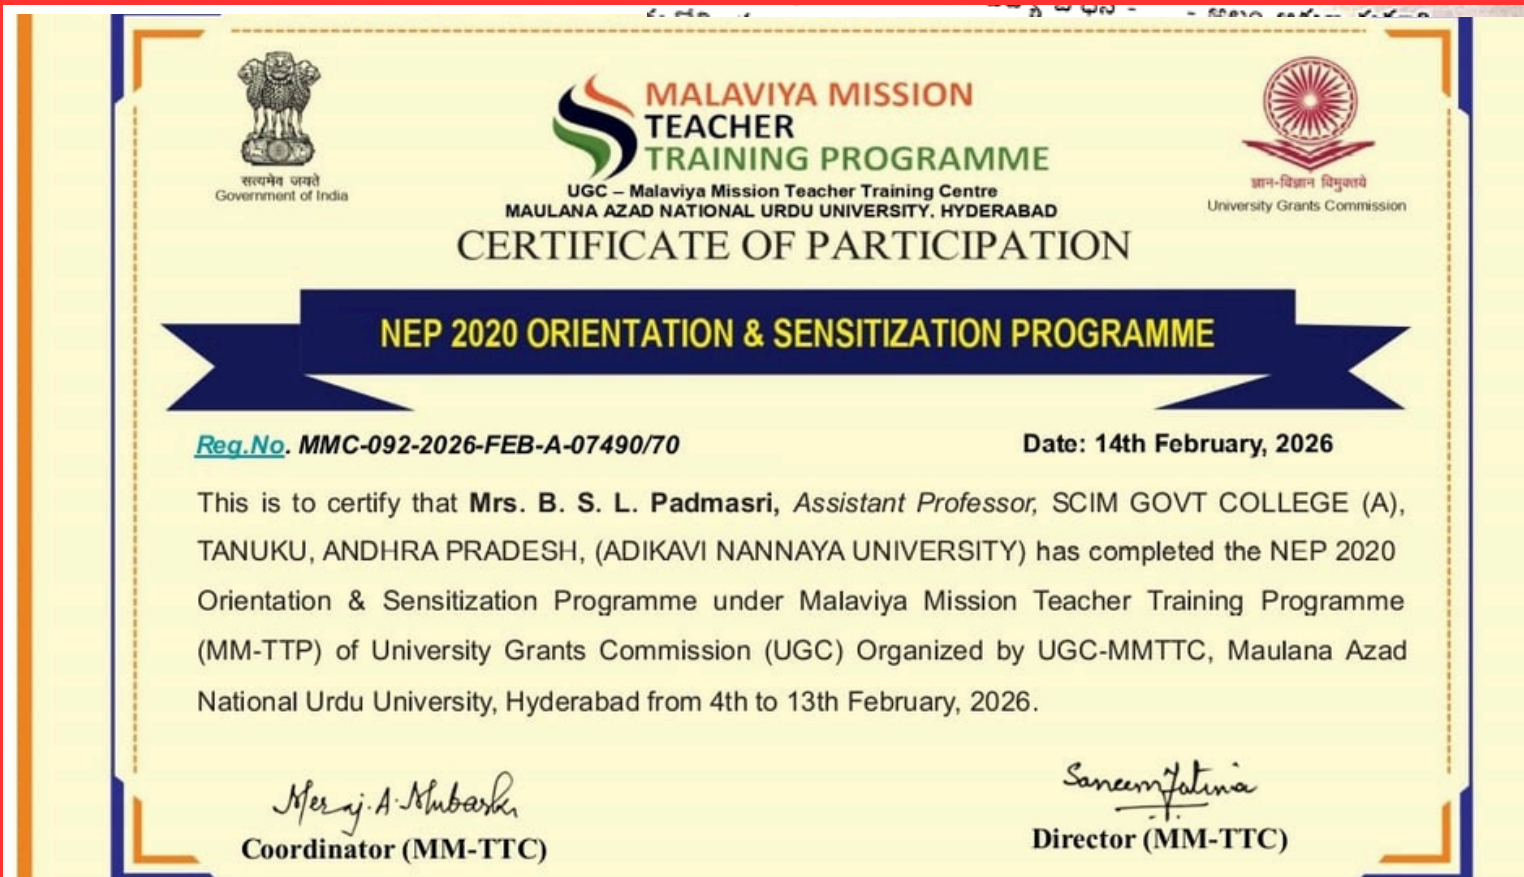 सत्यमेव जयते
Government of India
MALAVIYA MISSION
TEACHER
TRAINING PROGRAMME
UGC – Malaviya Mission Teacher Training Centre
MAULANA AZAD NATIONAL URDU UNIVERSITY. HYDERABAD
ज्ञान-विज्ञान विमुक्तये
University Grants Commission
CERTIFICATE OF PARTICIPATION
NEP 2020 ORIENTATION & SENSITIZATION PROGRAMME
Reg.No. MMC-092-2026-FEB-A-07490/70
Date: 14th February, 2026
This is to certify that Mrs. B. S. L. Padmasri, Assistant Professor, SCIM GOVT COLLEGE (A),
TANUKU, ANDHRA PRADESH, (ADIKAVI NANNAYA UNIVERSITY) has completed the NEP 2020
Orientation & Sensitization Programme under Malaviya Mission Teacher Training Programme
(MM-TTP) of University Grants Commission (UGC) Organized by UGC-MMTTC, Maulana Azad
National Urdu University, Hyderabad from 4th to 13th February, 2026.
Meraj. A. Mubarki
Coordinator (MM-TTC)
Saneem Fatima
Director (MM-TTC)